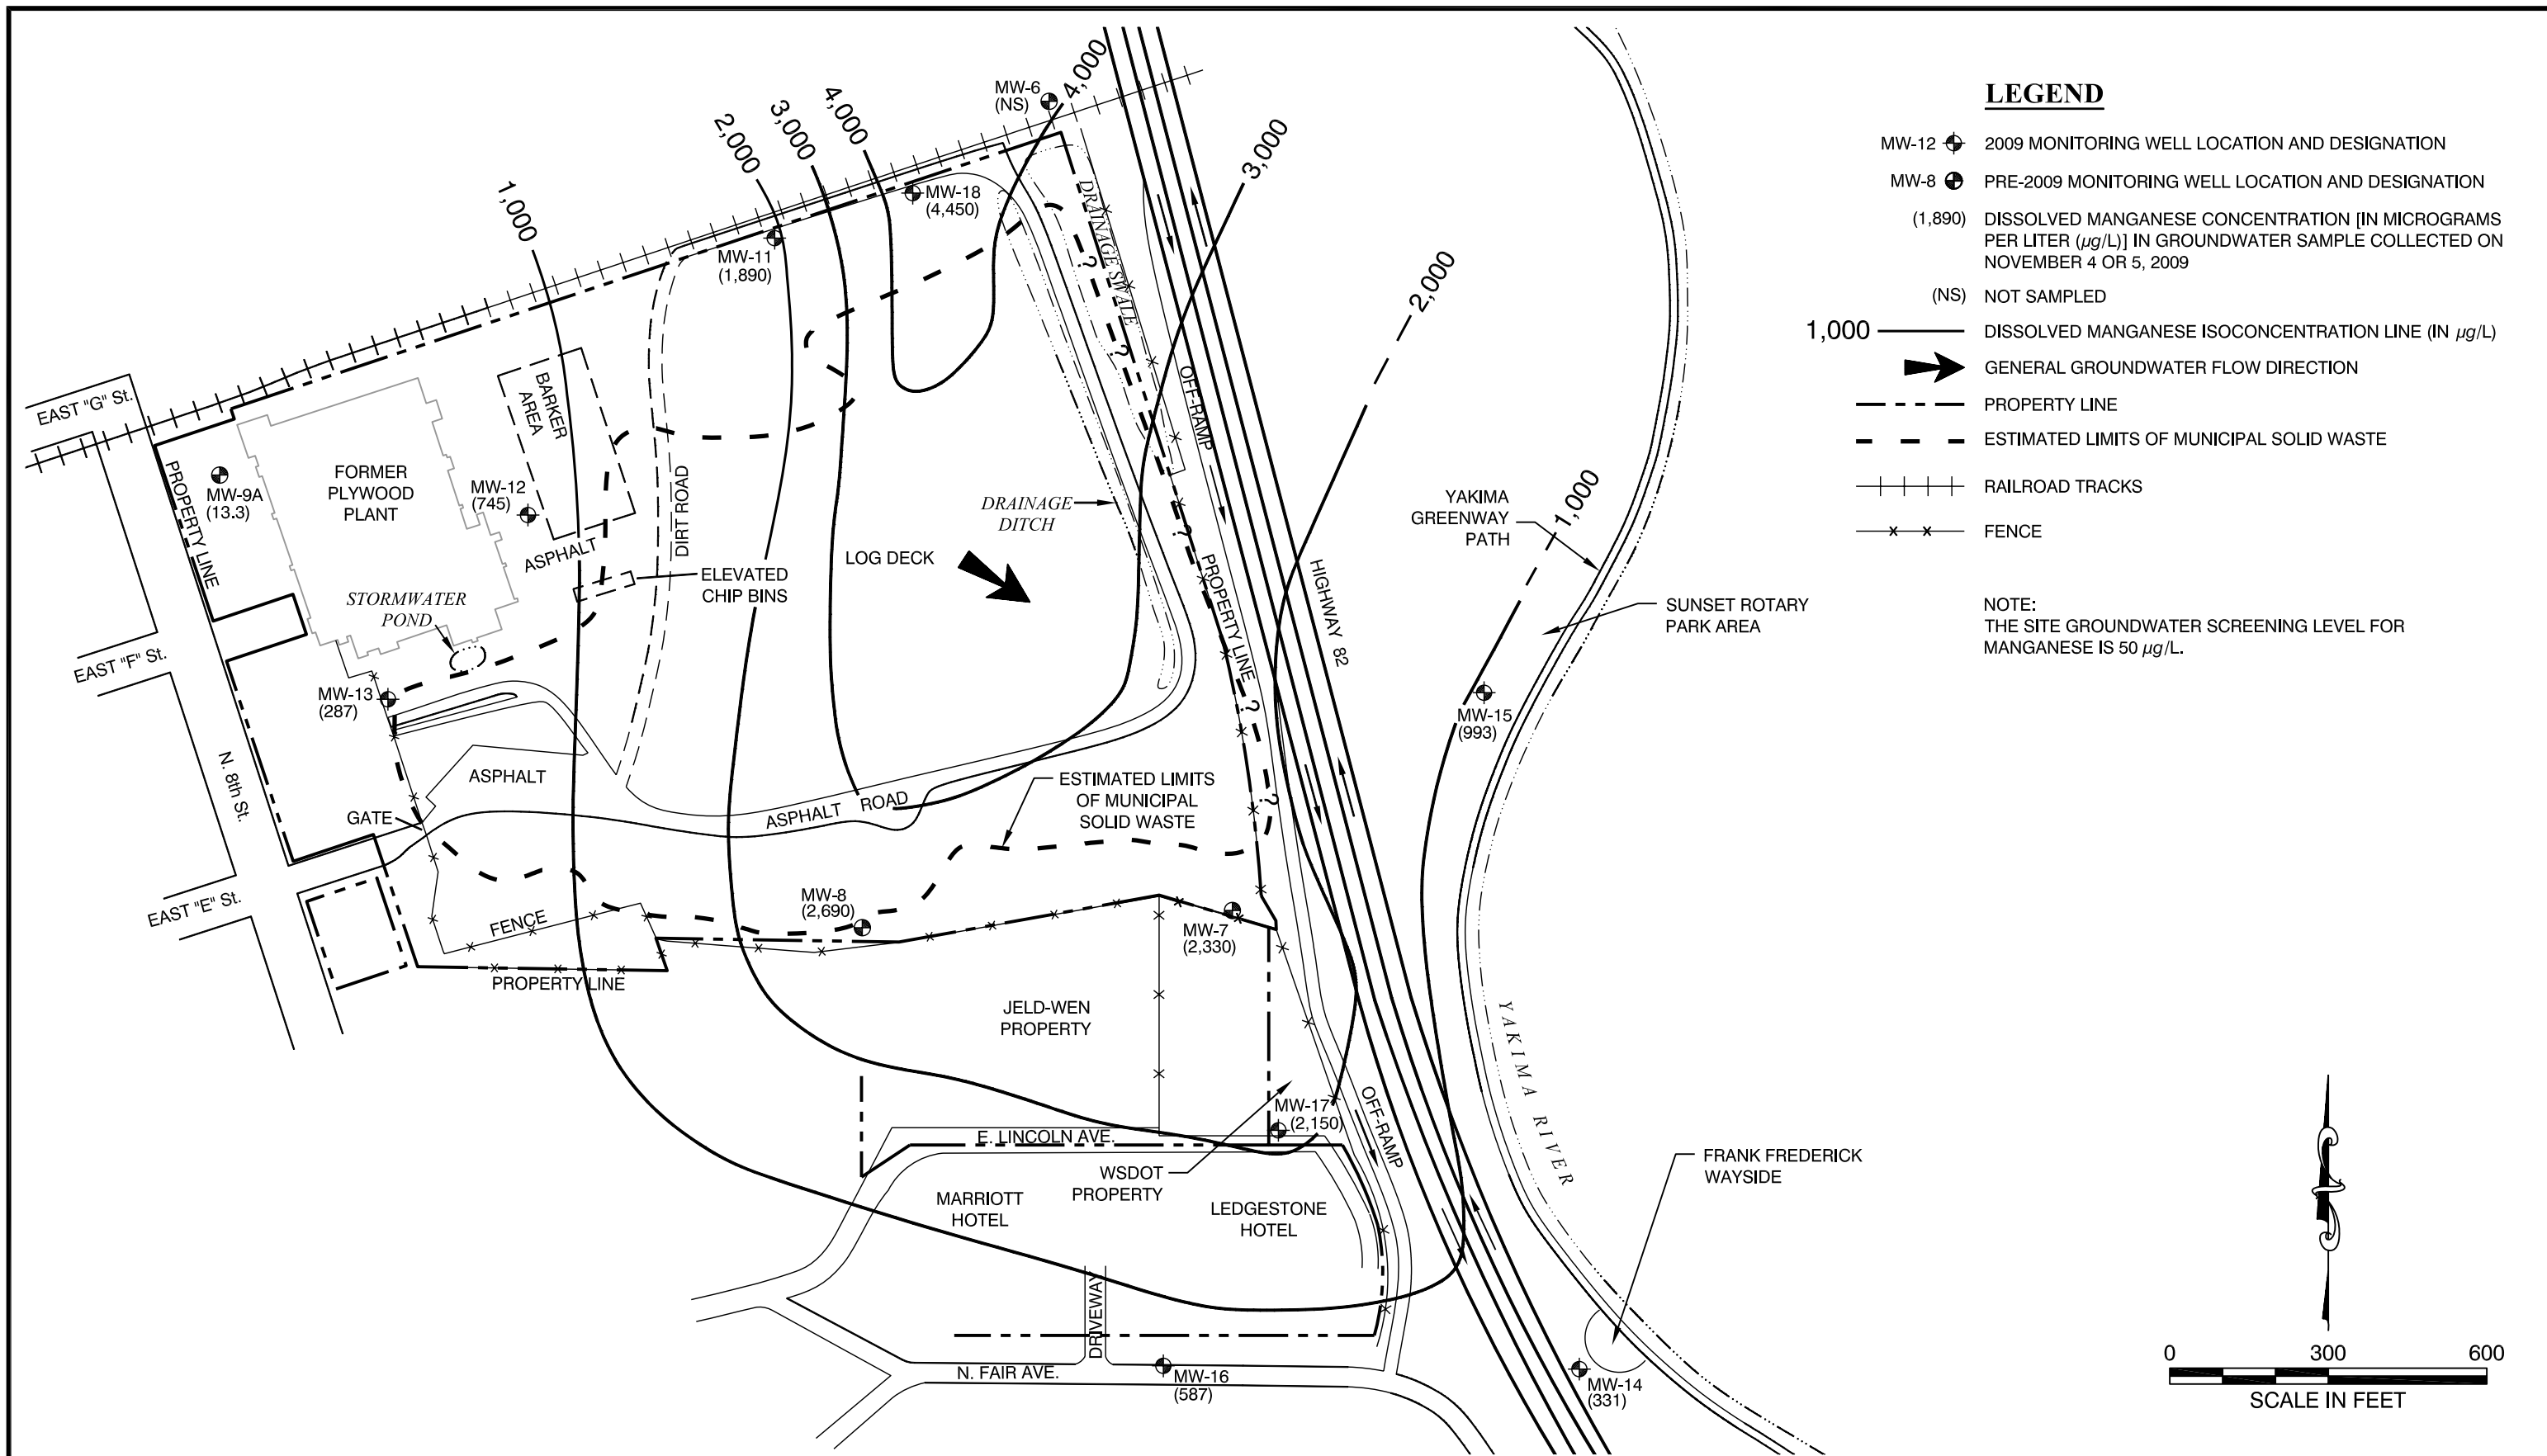 LEGEND
MW-12 2009 MONITORING WELL LOCATION AND DESIGNATION
MW-8 PRE-2009 MONITORING WELL LOCATION AND DESIGNATION
(1,890) DISSOLVED MANGANESE CONCENTRATION [IN MICROGRAMS
PER LITER (µg/L)] IN GROUNDWATER SAMPLE COLLECTED ON
NOVEMBER 4 OR 5, 2009
(NS) NOT SAMPLED
1,000 DISSOLVED MANGANESE ISOCONCENTRATION LINE (IN µg/L)
GENERAL GROUNDWATER FLOW DIRECTION
PROPERTY LINE
ESTIMATED LIMITS OF MUNICIPAL SOLID WASTE
RAILROAD TRACKS
FENCE
NOTE:
THE SITE GROUNDWATER SCREENING LEVEL FOR
MANGANESE IS 50 µg/L.
0 300 600
SCALE IN FEET
1,000
2,000
3,000
4,000
4,000
3,000
2,000
1,000
MW-6
(NS)
MW-18
(4,450)
MW-11
(1,890)
DRAINAGE SWALE
?
?
?
?
?
OFF-RAMP
EAST "G" St.
PROPERTY LINE
MW-9A
(13.3)
FORMER
PLYWOOD
PLANT
BARKER
AREA
MW-12
(745)
ASPHALT
DIRT ROAD
ELEVATED
CHIP BINS
LOG DECK
DRAINAGE
DITCH
STORMWATER
POND
PROPERTY LINE
HIGHWAY 82
YAKIMA
GREENWAY
PATH
SUNSET ROTARY
PARK AREA
EAST "F" St.
MW-13
(287)
MW-15
(993)
N. 8th St.
ASPHALT
GATE
ASPHALT ROAD
ESTIMATED LIMITS
OF MUNICIPAL
SOLID WASTE
EAST "E" St.
FENCE
MW-8
(2,690)
MW-7
(2,330)
PROPERTY LINE
JELD-WEN
PROPERTY
YAKIMA RIVER
MW-17
(2,150)
OFF-RAMP
E. LINCOLN AVE.
WSDOT
PROPERTY
FRANK FREDERICK
WAYSIDE
MARRIOTT
HOTEL
LEDGESTONE
HOTEL
DRIVEWAY
N. FAIR AVE.
MW-16
(587)
MW-14
(331)